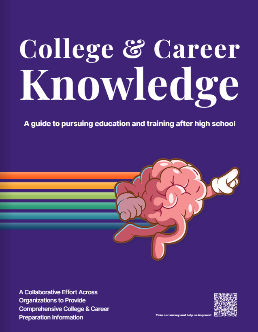 College & Career
Knowledge
A guide to pursuing education and training after high school
A Collaborative Effort Across
Organizations to Provide
Comprehensive College & Career
Preparation Information